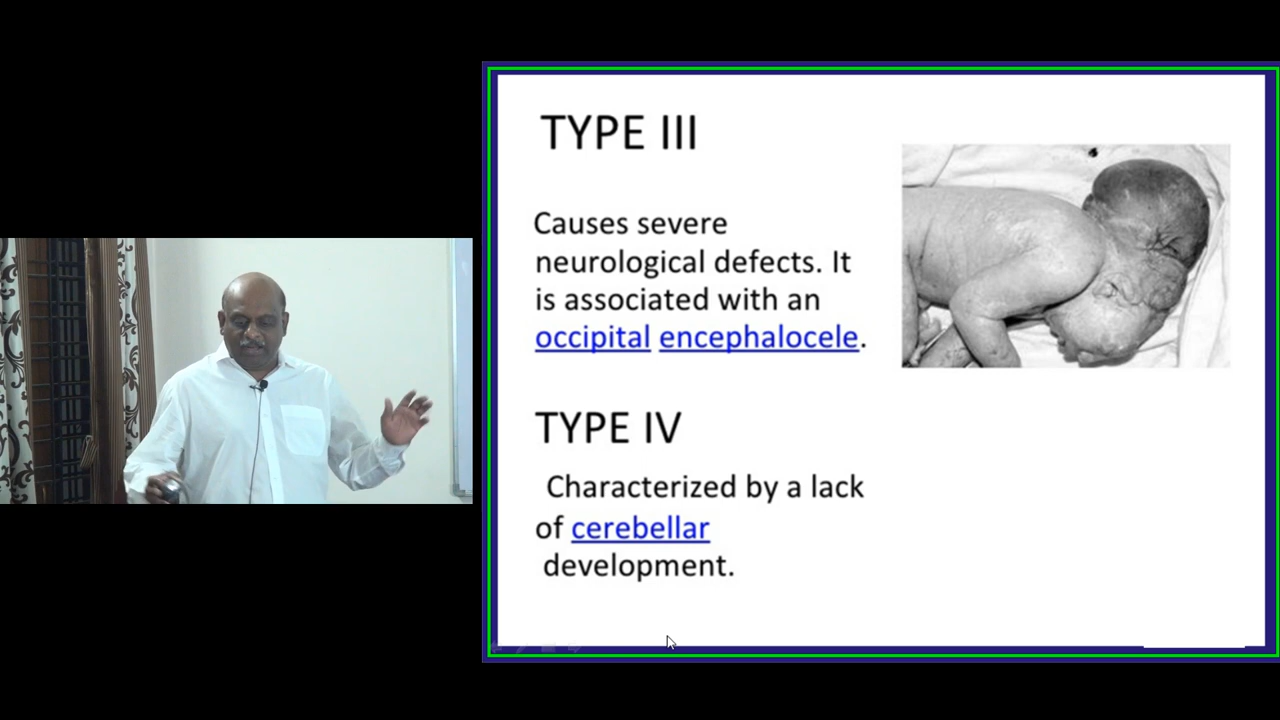 TYPE III
Causes severe
neurological defects. It
is associated with an
occipital encephalocele.
TYPE IV
Characterized by a lack
of cerebellar
development.